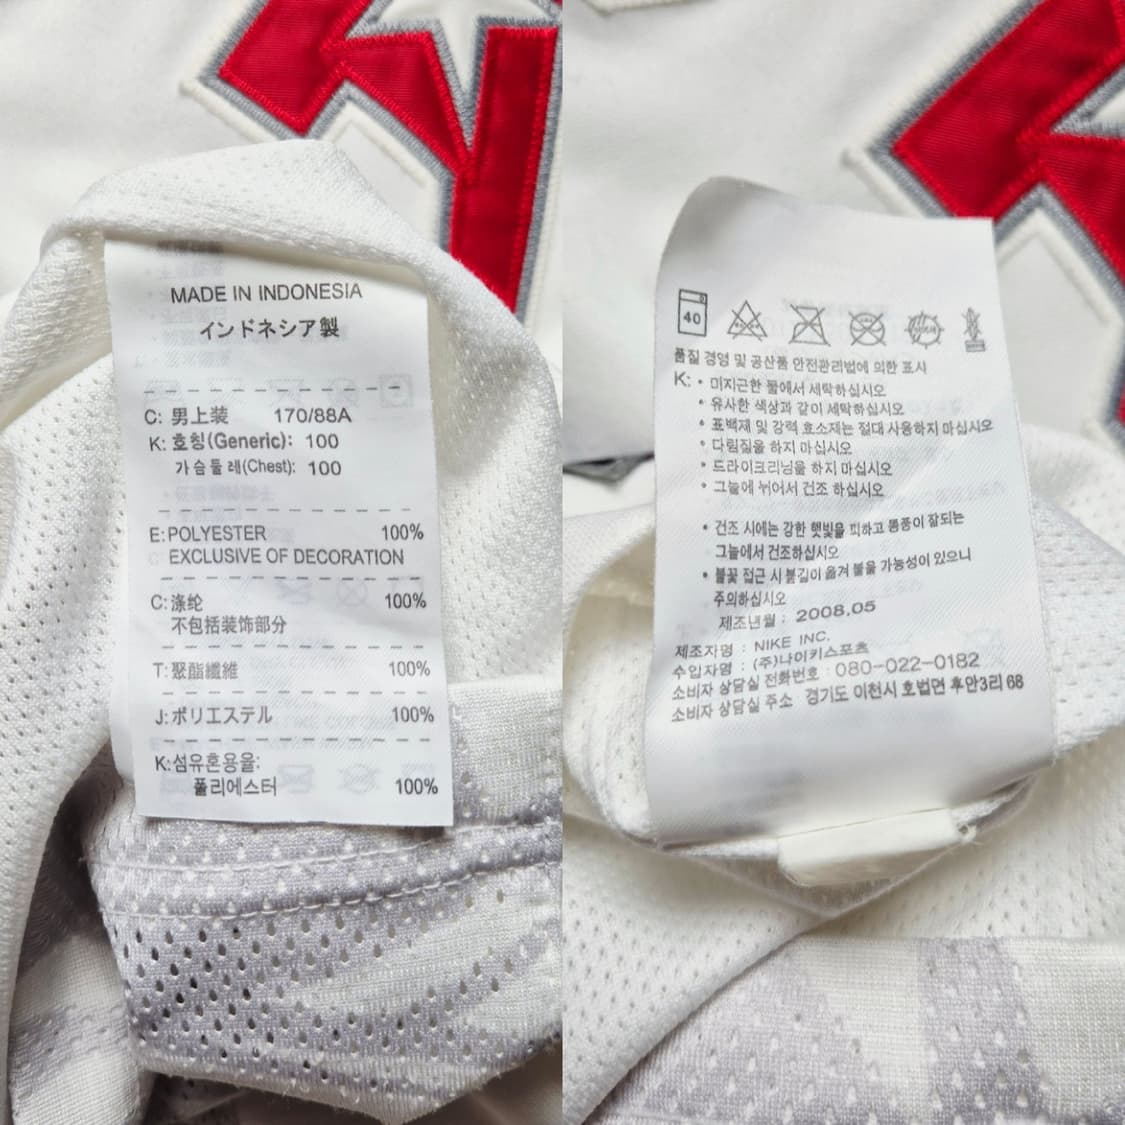 MADE IN INDONESIA
インドネシア製
C: 男上装 170/88A
K: 호칭(Generic): 100
가슴둘레(Chest): 100
E:POLYESTER 100%
EXCLUSIVE OF DECORATION
C:涤纶 100%
不包括装饰部分
T:聚酯纖維 100%
J:ポリエステル 100%
K:섬유혼용율:
폴리에스터 100%
40
품질 경영 및 공산품 안전관리법에 의한 표시
K: • 미지근한 물에서 세탁하십시오
• 유사한 색상과 같이 세탁하십시오
• 표백제 및 강력 효소제는 절대 사용하지 마십시오
• 다림질을 하지 마십시오
• 드라이크리닝을 하지 마십시오
• 그늘에 뉘어서 건조 하십시오
• 건조 시에는 강한 햇빛을 피하고 통풍이 잘되는
그늘에서 건조하십시오
• 불꽃 접근 시 불길이 옮겨 붙을 가능성이 있으니
주의하십시오
제조년월 : 2008.05
제조자명 : NIKE INC.
수입자명 : (주)나이키스포츠
소비자 상담실 전화번호 : 080-022-0182
소비자 상담실 주소 경기도 이천시 호법면 후안3리 68